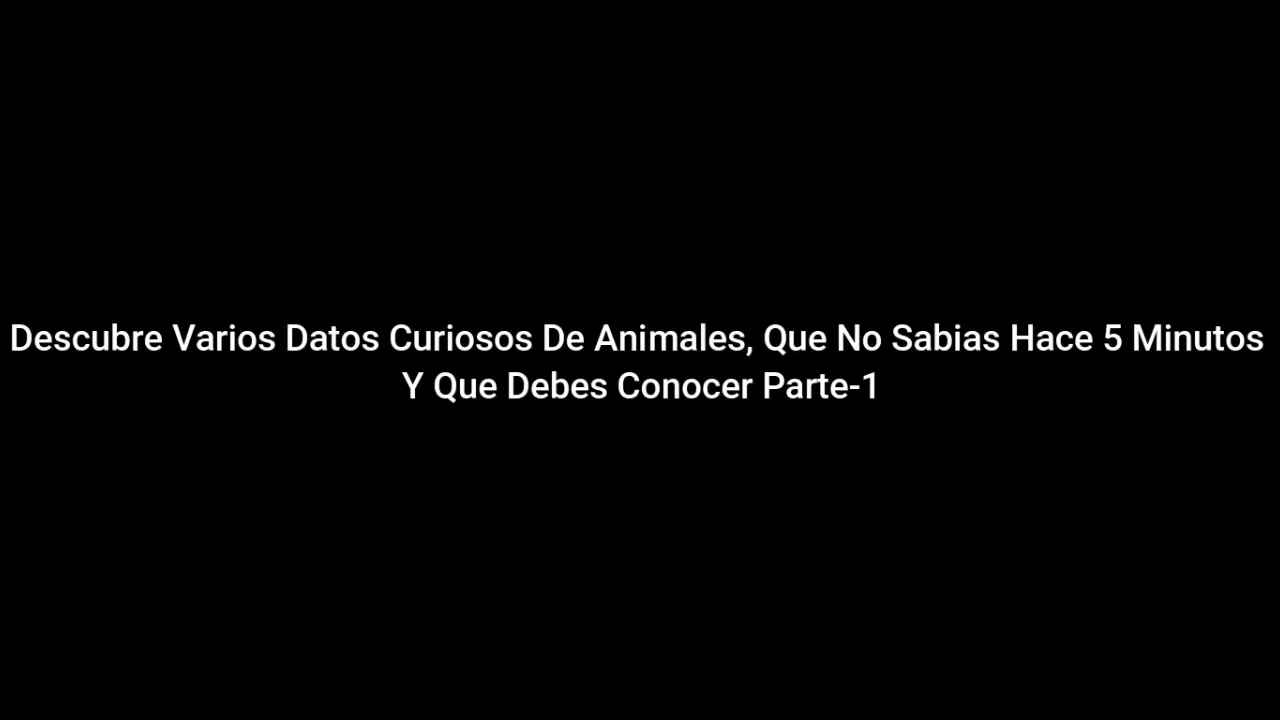 Descubre Varios Datos Curiosos De Animales, Que No Sabias Hace 5 Minutos
Y Que Debes Conocer Parte-1